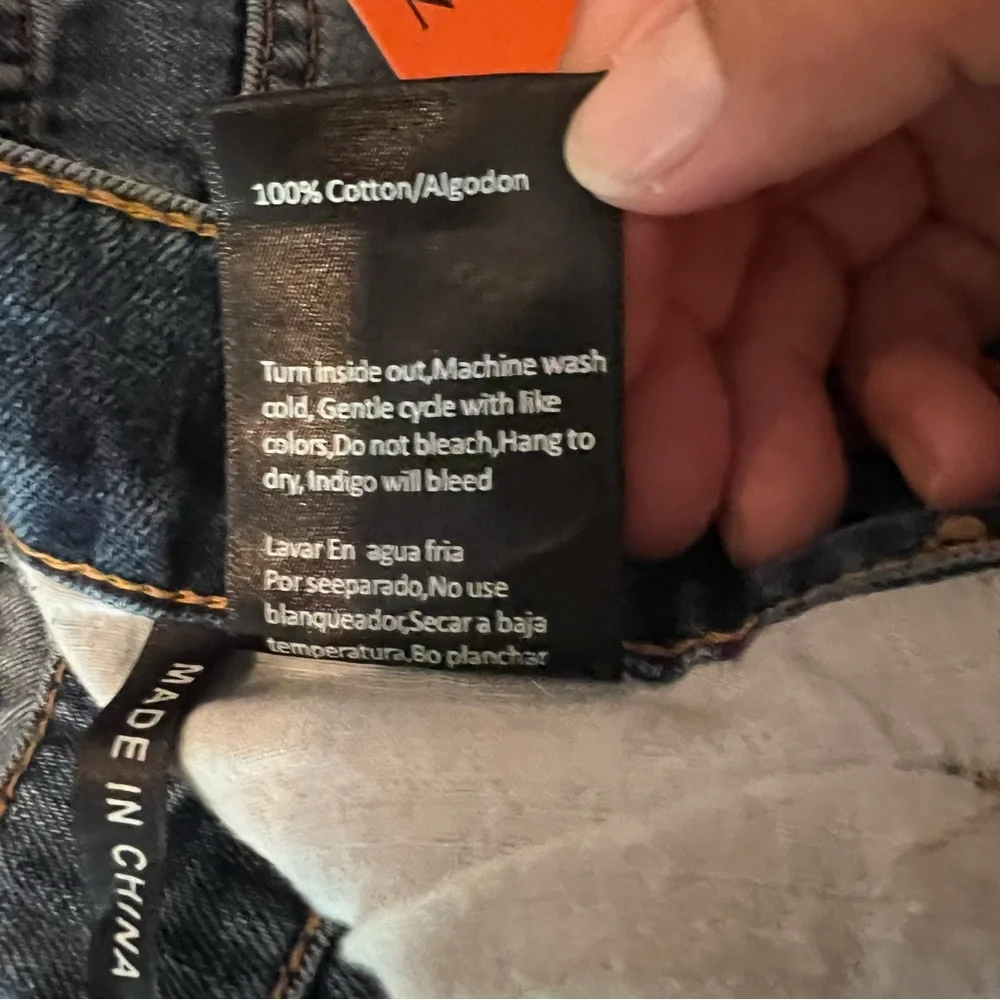 100% Cotton/Algodon
Turn inside out,Machine wash
cold, Gentle cycle with like
colors,Do not bleach,Hang to
dry, Indigo will bleed
Lavar En agua fria
Por seeparado,No use
blanqueador,Secar a baja
temperatura.Bo planchar
MADE IN CHINA